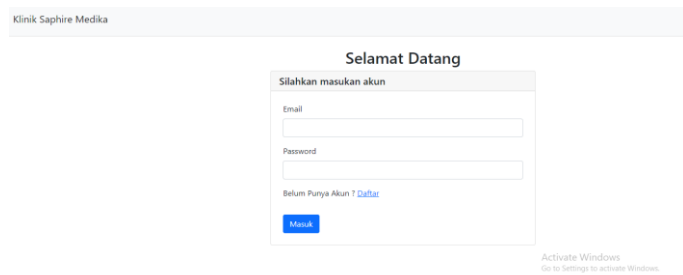 Klinik Saphire Medika
Selamat Datang
Silahkan masukan akun
Email
Password
Belum Punya Akun ? Daftar
Masuk
Activate Windows
Go to Settings to activate Windows.